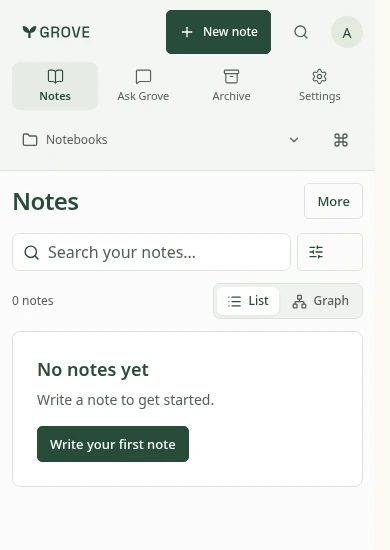 GROVE
New note
A
Notes
Ask Grove
Archive
Settings
Notebooks
Notes
More
Search your notes...
0 notes
List
Graph
No notes yet
Write a note to get started.
Write your first note